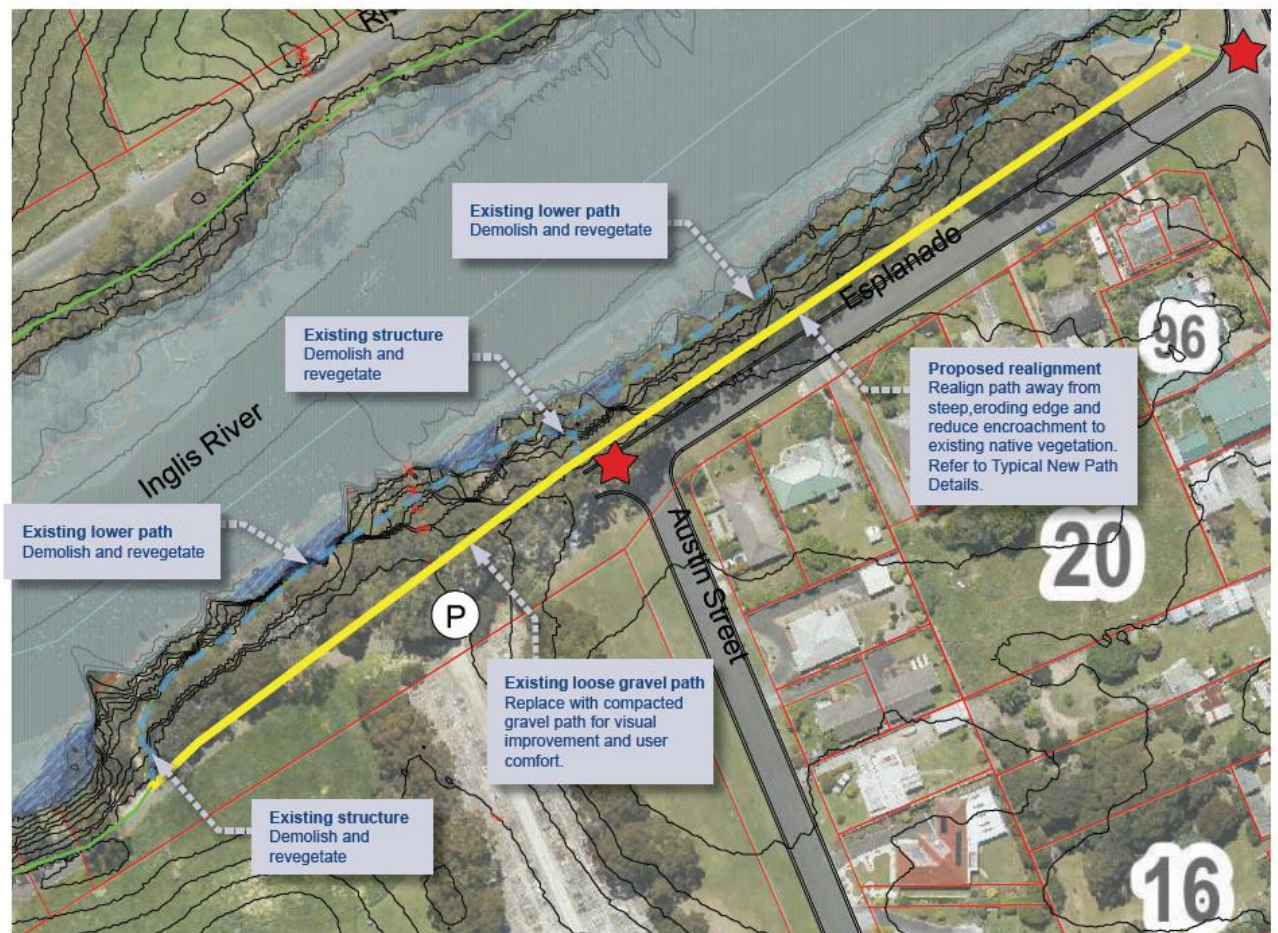 Riv
Existing lower path
Demolish and revegetate
Esplanade
Existing structure
Demolish and
revegetate
96
Proposed realignment
Realign path away from
steep,eroding edge and
reduce encroachment to
existing native vegetation.
Refer to Typical New Path
Details.
Inglis River
Existing lower path
Demolish and revegetate
Austin Street
20
P
Existing loose gravel path
Replace with compacted
gravel path for visual
improvement and user
comfort.
Existing structure
Demolish and
revegetate
16